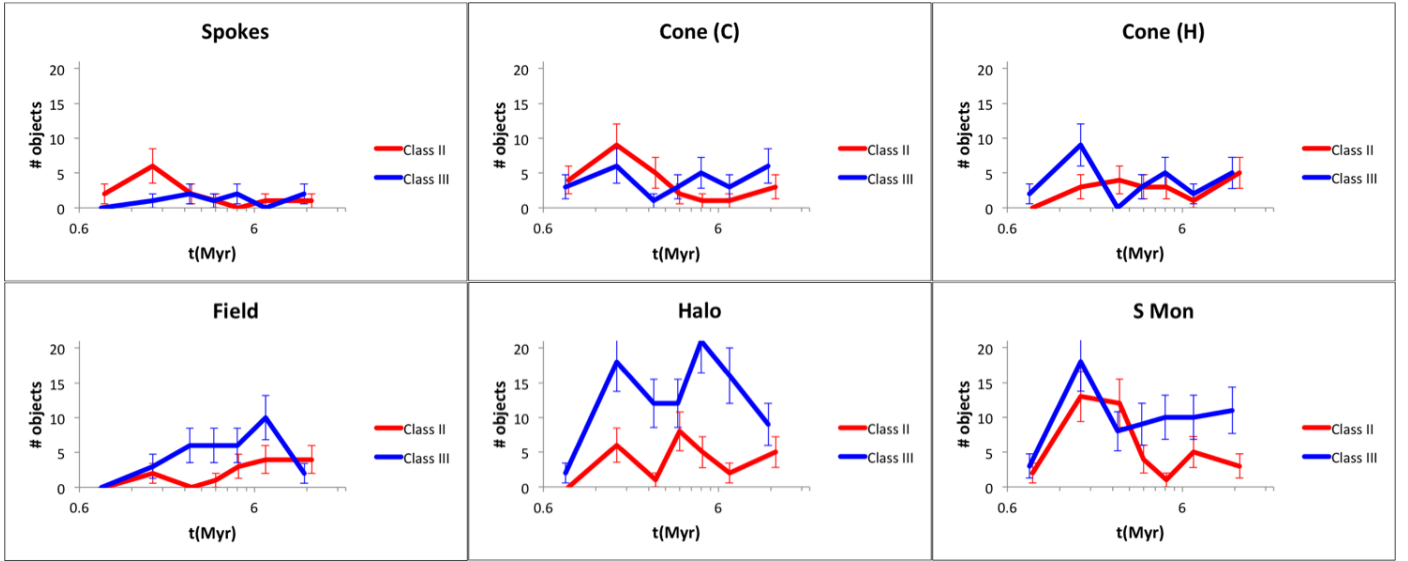 Spokes
# objects
20
15
10
5
0
0.6
6
t(Myr)
Class II
Class III
Cone (C)
# objects
20
15
10
5
0
0.6
6
t(Myr)
Class II
Class III
Cone (H)
# objects
20
15
10
5
0
0.6
6
t(Myr)
Class II
Class III
Field
# objects
20
15
10
5
0
0.6
6
t(Myr)
Class II
Class III
Halo
# objects
20
15
10
5
0
0.6
6
t(Myr)
Class II
Class III
S Mon
# objects
20
15
10
5
0
0.6
6
t(Myr)
Class II
Class III